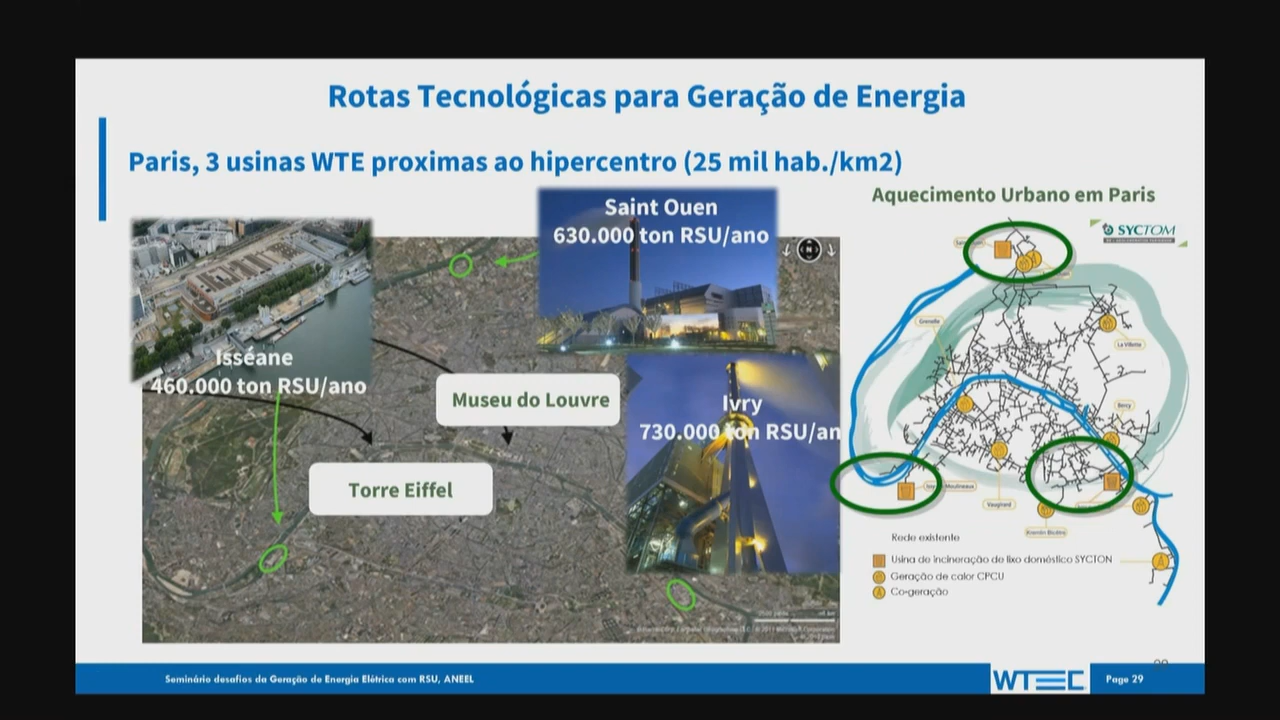 Rotas Tecnológicas para Geração de Energia
Paris, 3 usinas WTE proximas ao hipercentro (25 mil hab./km2)
Aquecimento Urbano em Paris
Saint Ouen
630.000 ton RSU/ano
SYCTOM
Isséane
460.000 ton RSU/ano
Museu do Louvre
Ivry
730.000 ton RSU/an
Torre Eiffel
Grenelle
La Villette
Bercy
Vaugirard
Rede existente
Usina de incineração de lixo doméstico SYCTON
Geração de calor CPCU
Co-geração
Seminário desafios da Geração de Energia Elétrica com RSU, ANEEL
WTEC
Page 29